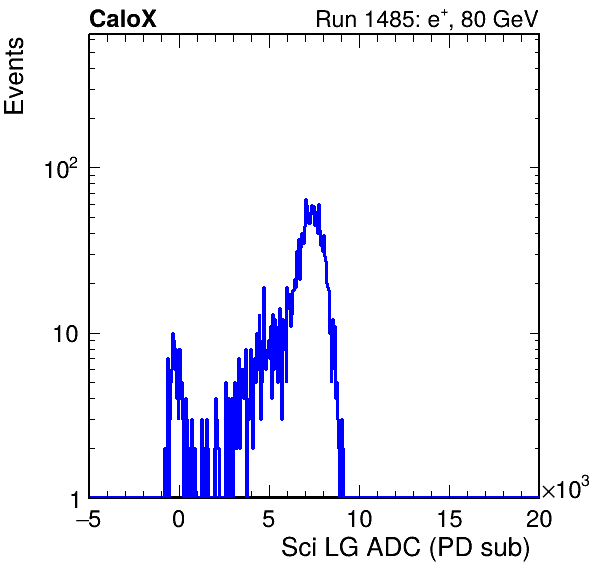 CaloX Run 1485: e⁺, 80 GeV
Events
10²
10
1
−5 0 5 10 15 20
×10³
Sci LG ADC (PD sub)